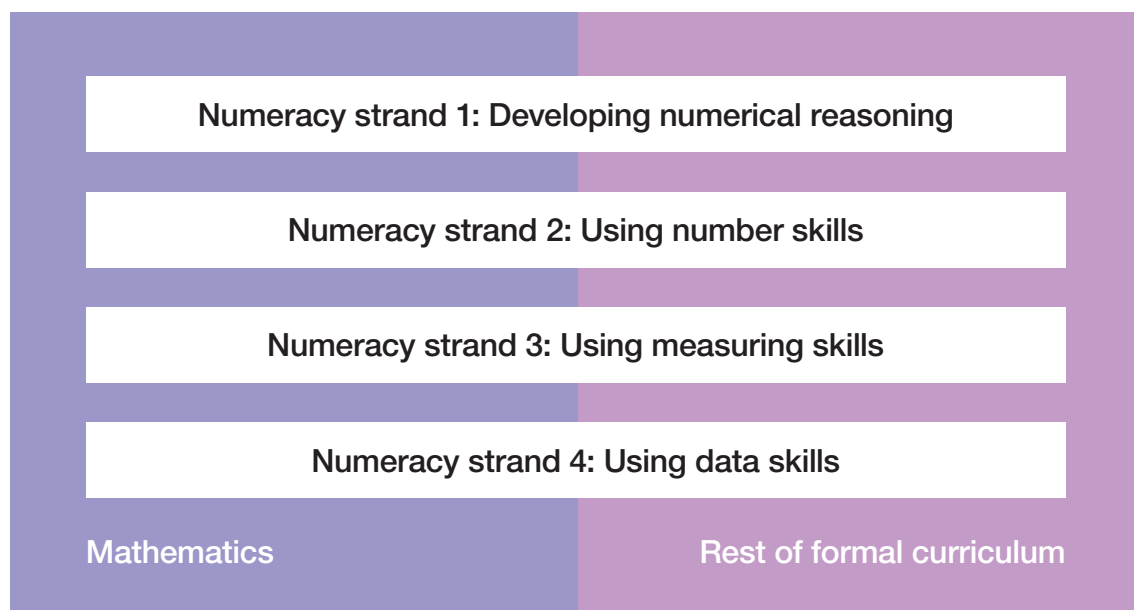 Numeracy strand 1: Developing numerical reasoning
Numeracy strand 2: Using number skills
Numeracy strand 3: Using measuring skills
Numeracy strand 4: Using data skills
Mathematics
Rest of formal curriculum